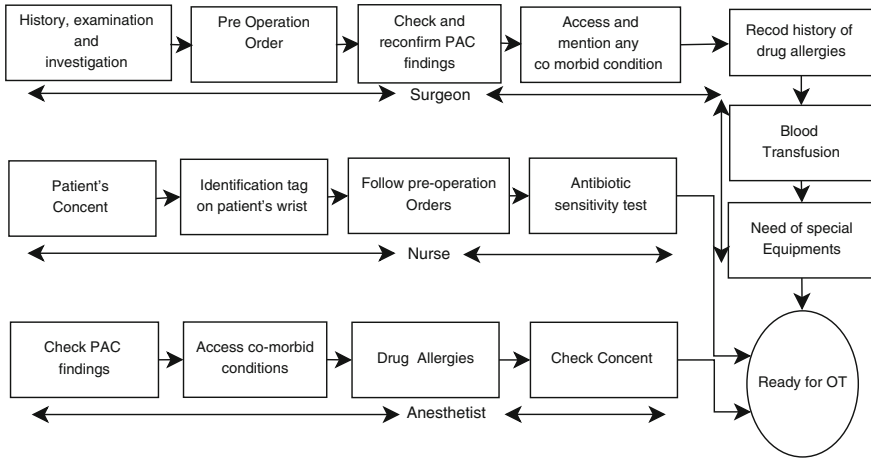 History, examination
and
investigation
Pre Operation
Order
Check and
reconfirm PAC
findings
Access and
mention any
co morbid condition
Recod history of
drug allergies
Surgeon
Blood
Transfusion
Need of special
Equipments
Patient's
Concent
Identification tag
on patient's wrist
Follow pre-operation
Orders
Antibiotic
sensitivity test
Nurse
Check PAC
findings
Access co-morbid
conditions
Drug Allergies
Check Concent
Anesthetist
Ready for OT